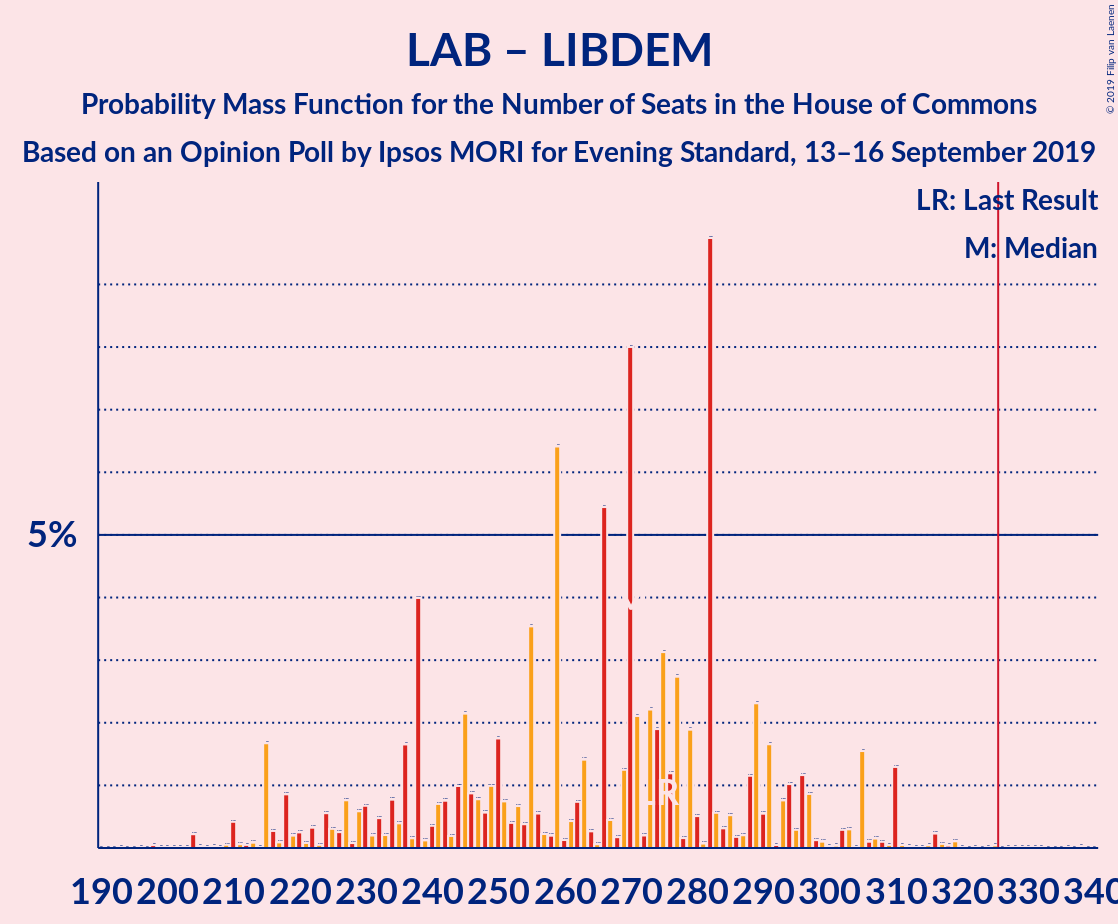 LAB – LIBDEM
Probability Mass Function for the Number of Seats in the House of Commons
Based on an Opinion Poll by Ipsos MORI for Evening Standard, 13–16 September 2019
© 2019 Filip van Laenen
LR: Last Result
M: Median
5%
M
LR
190 200 210 220 230 240 250 260 270 280 290 300 310 320 330 340